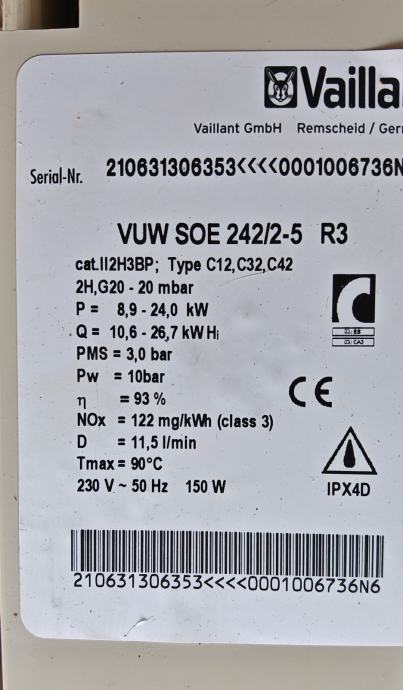 Vailla
Vaillant GmbH Remscheid / Ger
Serial-Nr. 210631306353<<<<0001006736N
VUW SOE 242/2-5 R3
cat.II2H3BP; Type C12,C32,C42
2H,G20 - 20 mbar
P = 8,9 - 24,0 kW
Q = 10,6 - 26,7 kW Hi
PMS = 3,0 bar
Pw = 10bar
η = 93 %
NOx = 122 mg/kWh (class 3)
D = 11,5 l/min
Tmax = 90°C
230 V ~ 50 Hz 150 W
CE
IPX4D
210631306353<<<<0001006736N6